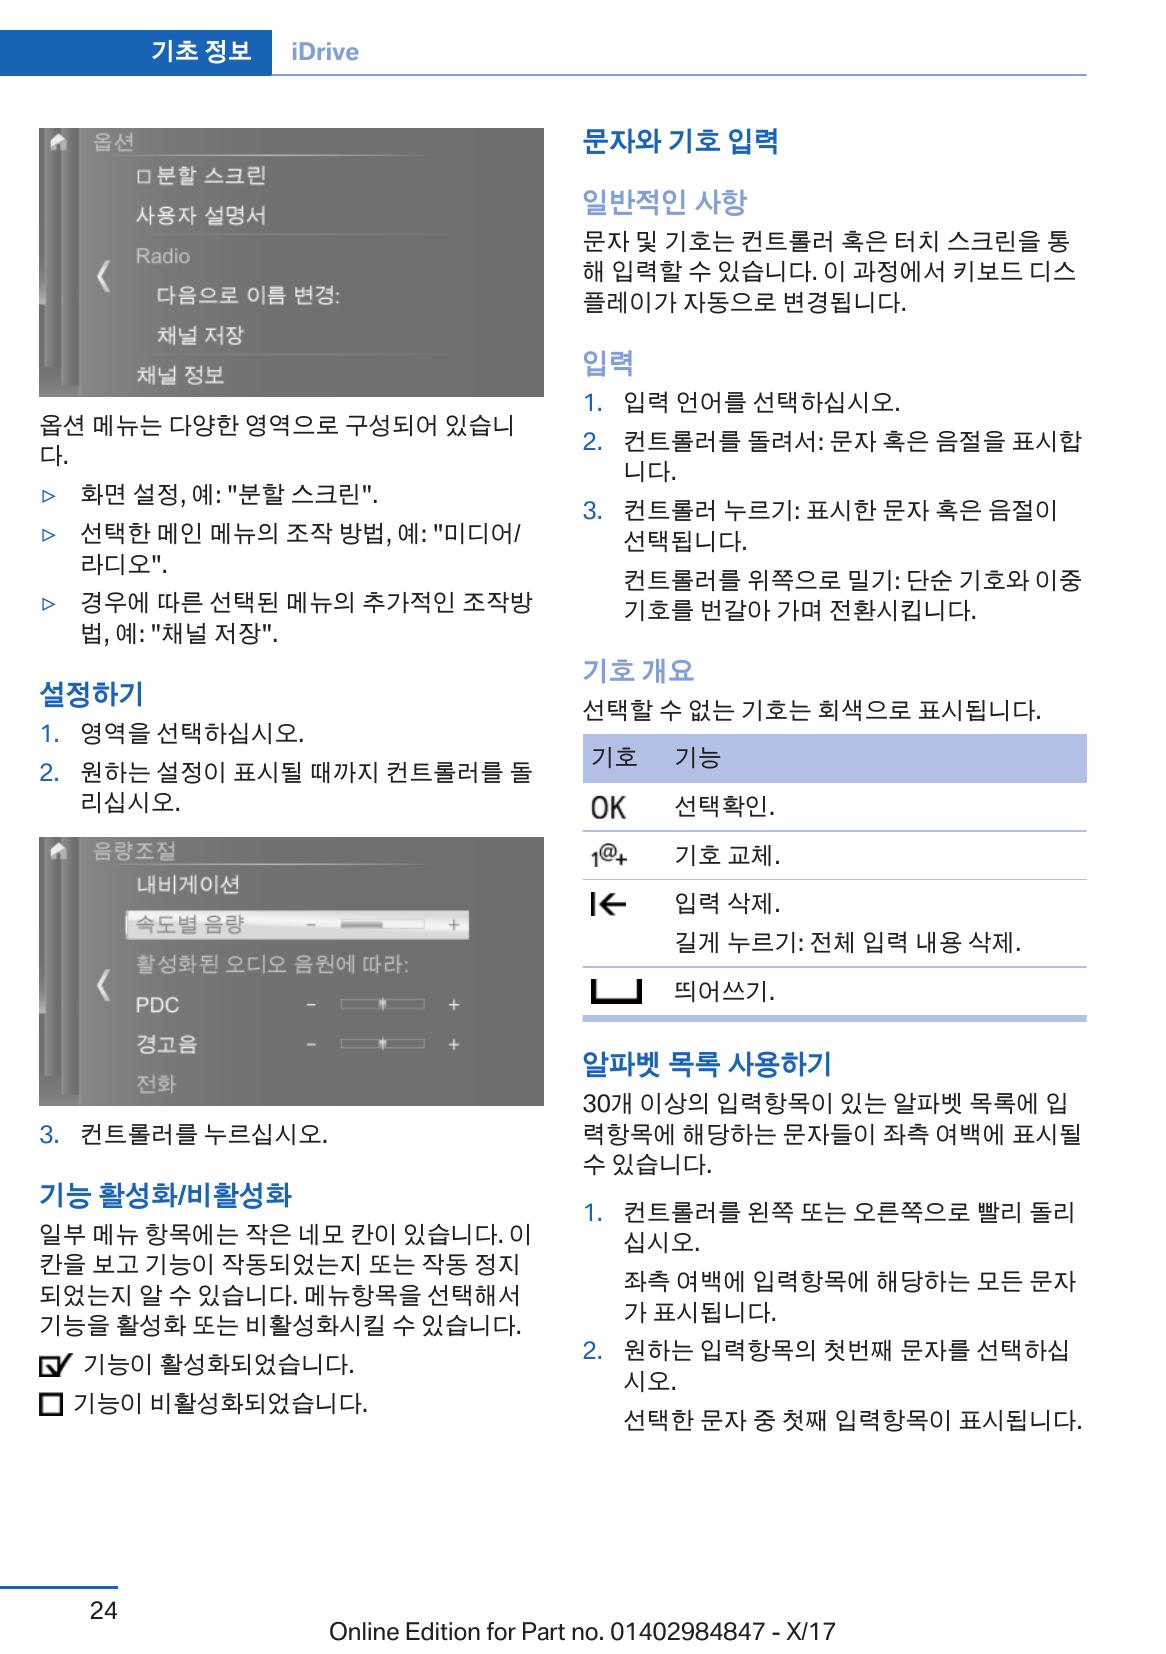 기초 정보 iDrive
옵션
분할 스크린
사용자 설명서
Radio
다음으로 이름 변경:
채널 저장
채널 정보
옵션 메뉴는 다양한 영역으로 구성되어 있습니
다.
▷ 화면 설정, 예: "분할 스크린".
▷ 선택한 메인 메뉴의 조작 방법, 예: "미디어/
라디오".
▷ 경우에 따른 선택된 메뉴의 추가적인 조작방
법, 예: "채널 저장".
설정하기
1. 영역을 선택하십시오.
2. 원하는 설정이 표시될 때까지 컨트롤러를 돌
리십시오.
음량조절
내비게이션
속도별 음량 - +
활성화된 오디오 음원에 따라:
PDC - +
경고음 - +
전화
3. 컨트롤러를 누르십시오.
기능 활성화/비활성화
일부 메뉴 항목에는 작은 네모 칸이 있습니다. 이
칸을 보고 기능이 작동되었는지 또는 작동 정지
되었는지 알 수 있습니다. 메뉴항목을 선택해서
기능을 활성화 또는 비활성화시킬 수 있습니다.
기능이 활성화되었습니다.
기능이 비활성화되었습니다.
문자와 기호 입력
일반적인 사항
문자 및 기호는 컨트롤러 혹은 터치 스크린을 통
해 입력할 수 있습니다. 이 과정에서 키보드 디스
플레이가 자동으로 변경됩니다.
입력
1. 입력 언어를 선택하십시오.
2. 컨트롤러를 돌려서: 문자 혹은 음절을 표시합
니다.
3. 컨트롤러 누르기: 표시한 문자 혹은 음절이
선택됩니다.
컨트롤러를 위쪽으로 밀기: 단순 기호와 이중
기호를 번갈아 가며 전환시킵니다.
기호 개요
선택할 수 없는 기호는 회색으로 표시됩니다.
기호 기능
OK 선택확인.
1@+ 기호 교체.
입력 삭제.
길게 누르기: 전체 입력 내용 삭제.
띄어쓰기.
알파벳 목록 사용하기
30개 이상의 입력항목이 있는 알파벳 목록에 입
력항목에 해당하는 문자들이 좌측 여백에 표시될
수 있습니다.
1. 컨트롤러를 왼쪽 또는 오른쪽으로 빨리 돌리
십시오.
좌측 여백에 입력항목에 해당하는 모든 문자
가 표시됩니다.
2. 원하는 입력항목의 첫번째 문자를 선택하십
시오.
선택한 문자 중 첫째 입력항목이 표시됩니다.
24
Online Edition for Part no. 01402984847 - X/17